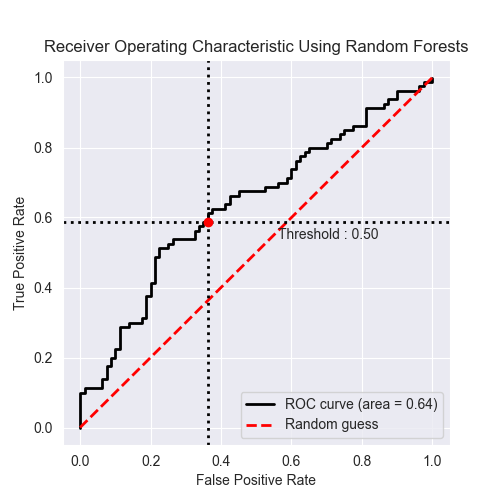 Receiver Operating Characteristic Using Random Forests
1.0
0.8
0.6
0.4
0.2
0.0
True Positive Rate
Threshold : 0.50
ROC curve (area = 0.64)
Random guess
0.0 0.2 0.4 0.6 0.8 1.0
False Positive Rate